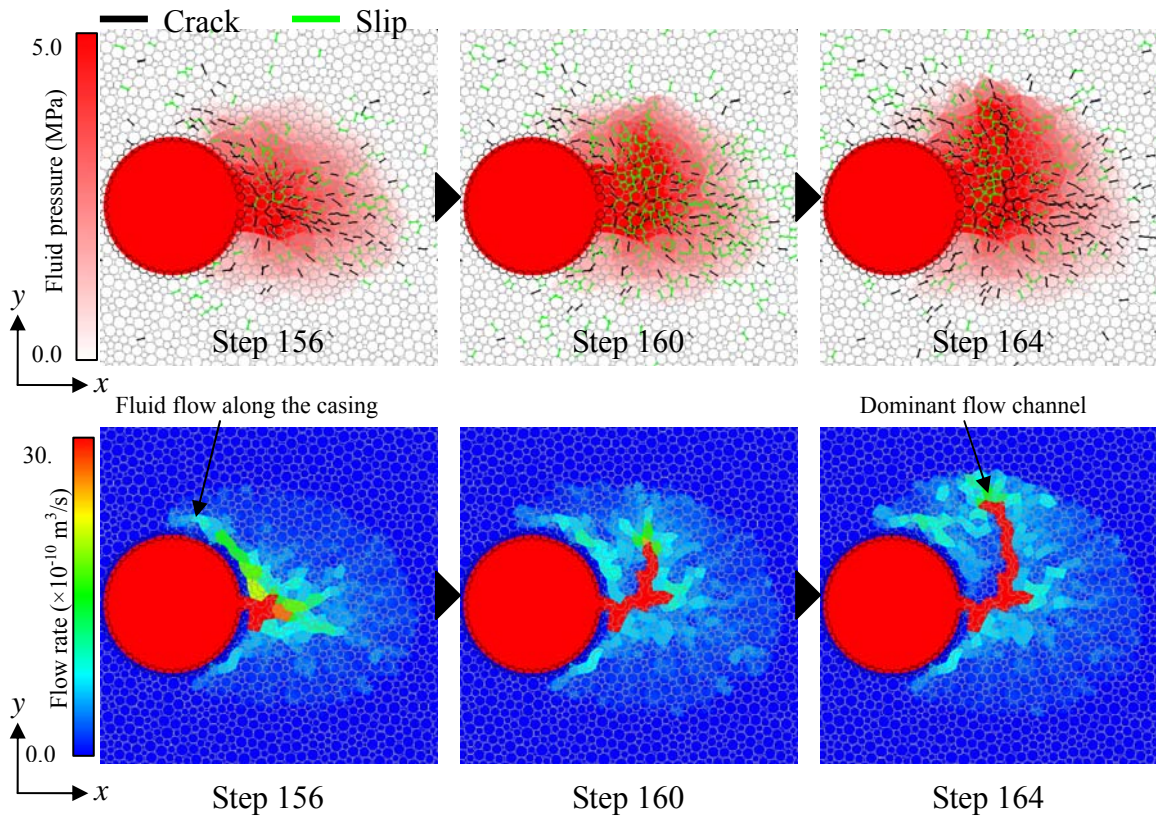 Crack Slip
5.0
Fluid pressure (MPa)
0.0
y
x
Step 156
Step 160
Step 164
Fluid flow along the casing
Dominant flow channel
30.
Flow rate (×10⁻¹⁰ m³/s)
0.0
y
x
Step 156
Step 160
Step 164